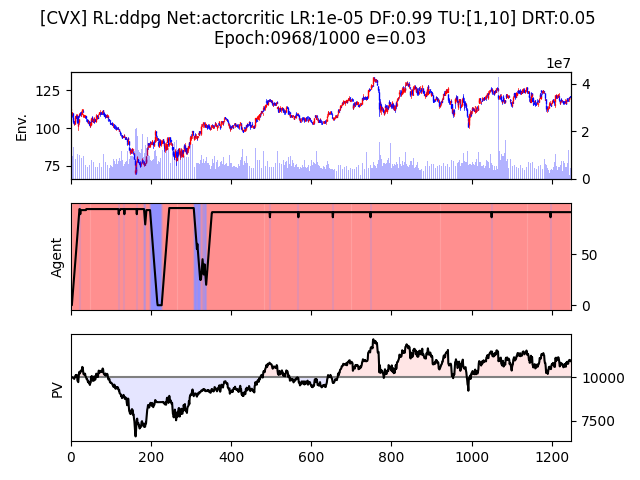 [CVX] RL:ddpg Net:actorcritic LR:1e-05 DF:0.99 TU:[1,10] DRT:0.05
Epoch:0968/1000 e=0.03
1e7
125
100
75
Env.
4
2
0
Agent
50
0
PV
10000
7500
0
200
400
600
800
1000
1200